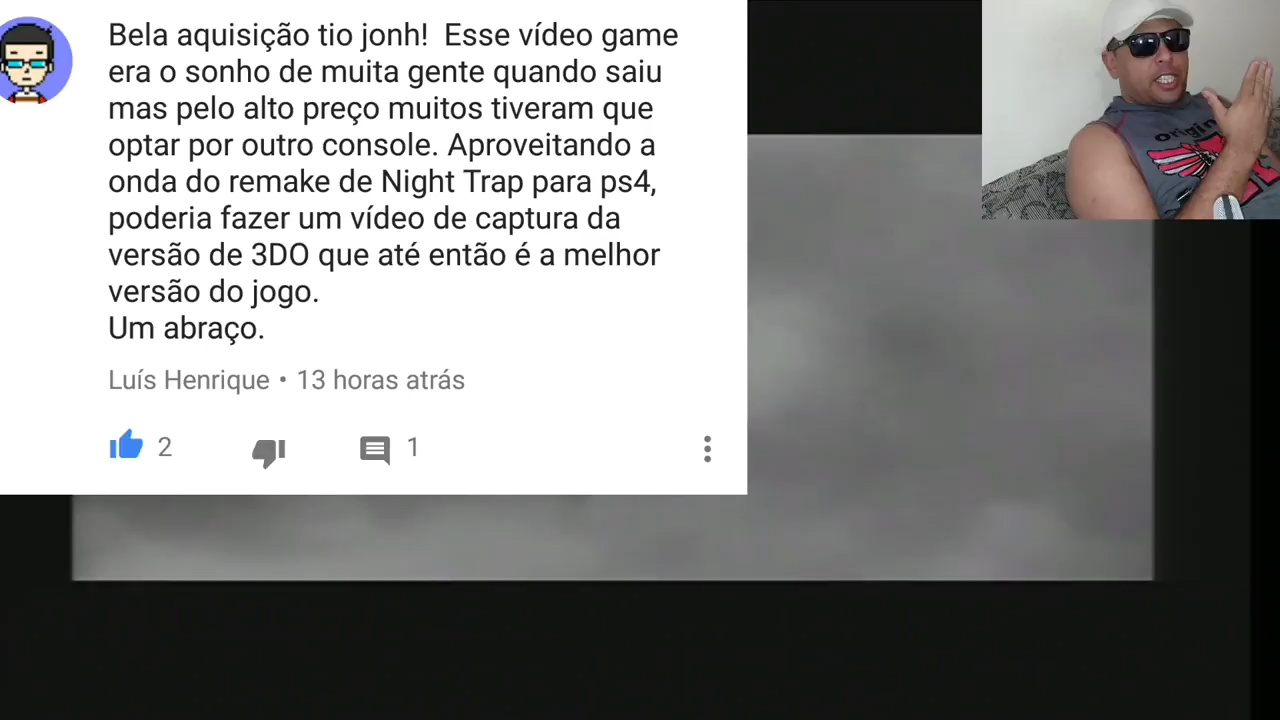 Bela aquisição tio jonh!  Esse vídeo game
era o sonho de muita gente quando saiu
mas pelo alto preço muitos tiveram que
optar por outro console. Aproveitando a
onda do remake de Night Trap para ps4,
poderia fazer um vídeo de captura da
versão de 3DO que até então é a melhor
versão do jogo.
Um abraço.
Luís Henrique • 13 horas atrás
2
1